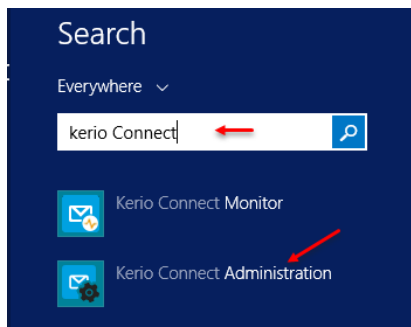 Search
Everywhere
kerio Connect
Kerio Connect Monitor
Kerio Connect Administration